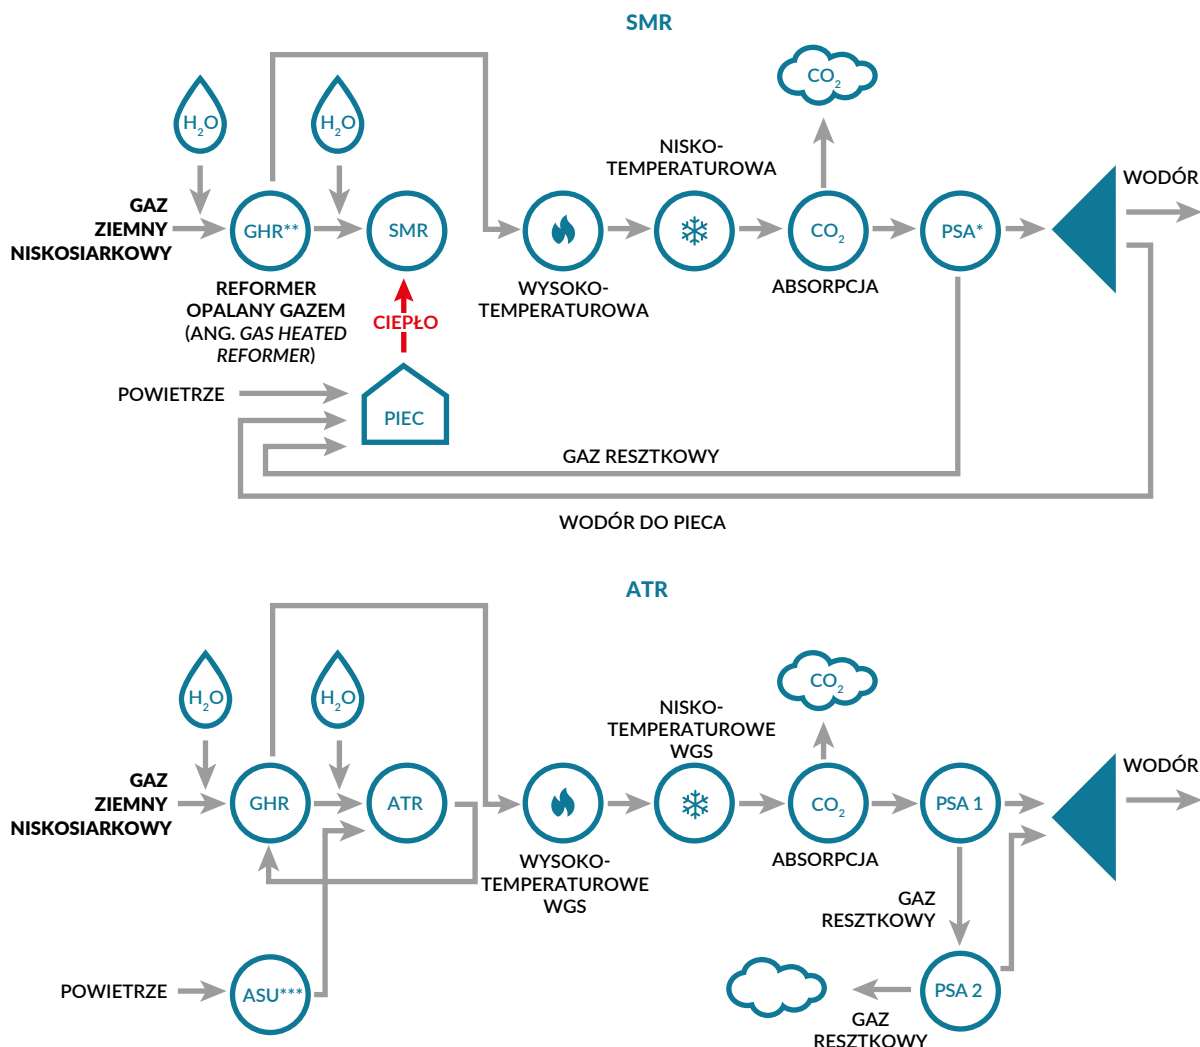 SMR
CO₂
H₂O
H₂O
NISKO-
TEMPERATUROWA
WODÓR
GAZ
ZIEMNY
NISKOSIARKOWY
GHR**
SMR
CO₂
PSA*
REFORMER
OPALANY GAZEM
(ANG. GAS HEATED
REFORMER)
CIEPŁO
WYSOKO-
TEMPERATUROWA
ABSORPCJA
POWIETRZE
PIEC
GAZ RESZTKOWY
WODÓR DO PIECA
ATR
CO₂
H₂O
H₂O
NISKO-
TEMPERATUROWE
WGS
WODÓR
GAZ
ZIEMNY
NISKOSIARKOWY
GHR
ATR
CO₂
PSA 1
WYSOKO-
TEMPERATUROWE
WGS
ABSORPCJA
GAZ
RESZTKOWY
POWIETRZE
ASU***
PSA 2
GAZ
RESZTKOWY